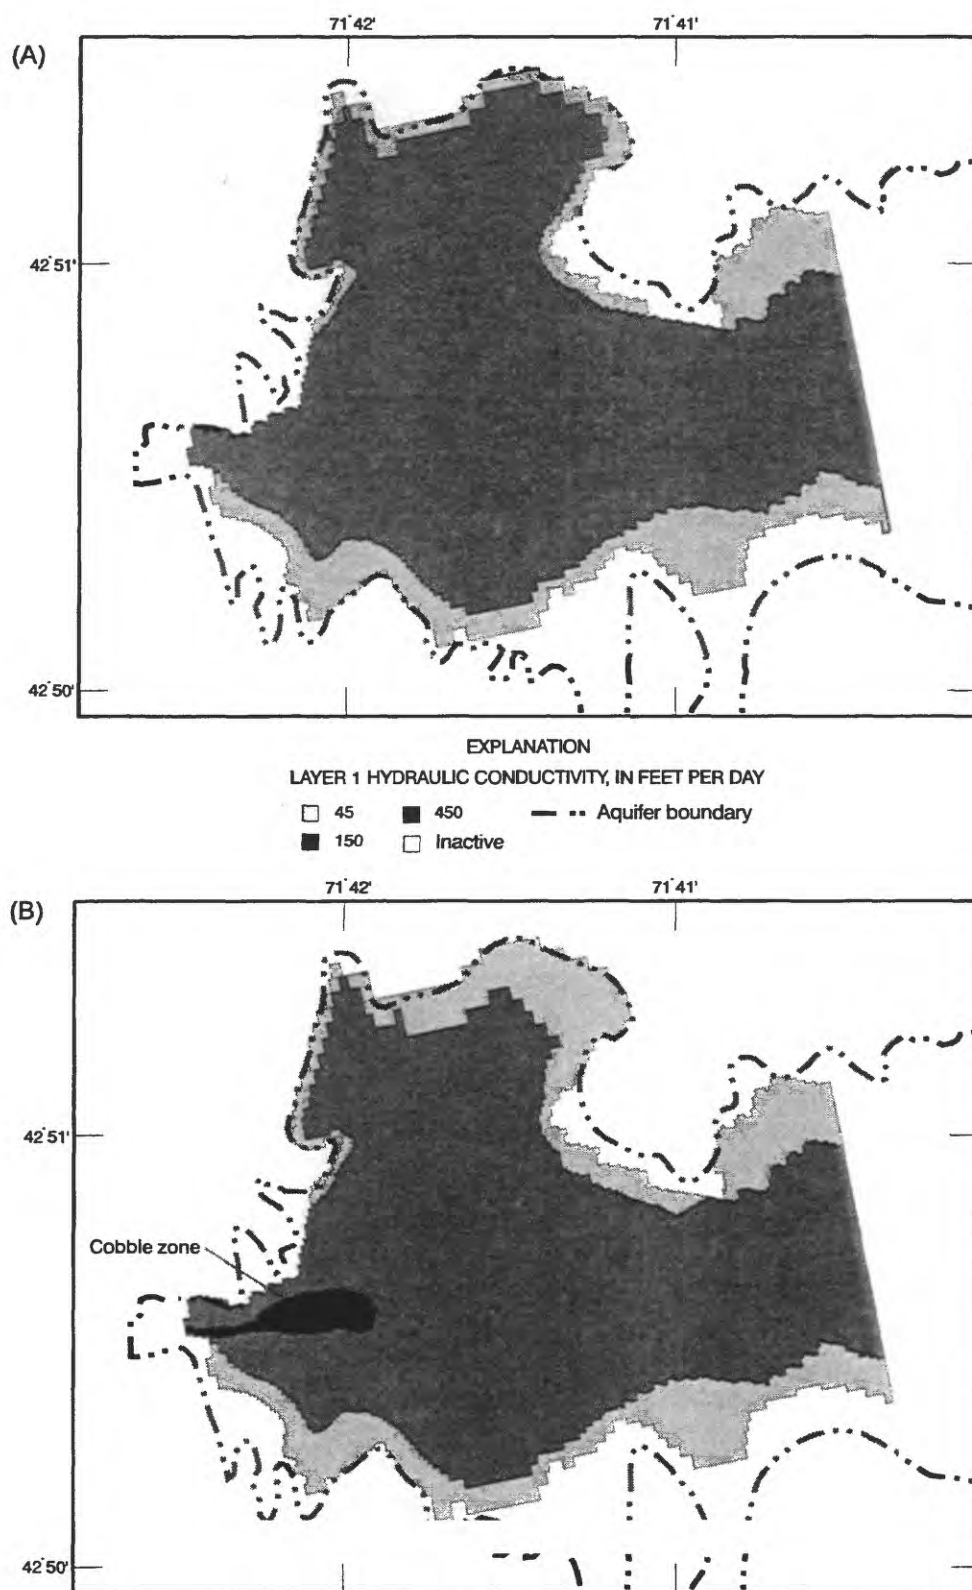 71°42'
71°41'
(A)
42°51'
42°50'
EXPLANATION
LAYER 1 HYDRAULIC CONDUCTIVITY, IN FEET PER DAY
45
450
Aquifer boundary
150
Inactive
71°42'
71°41'
(B)
42°51'
Cobble zone
42°50'